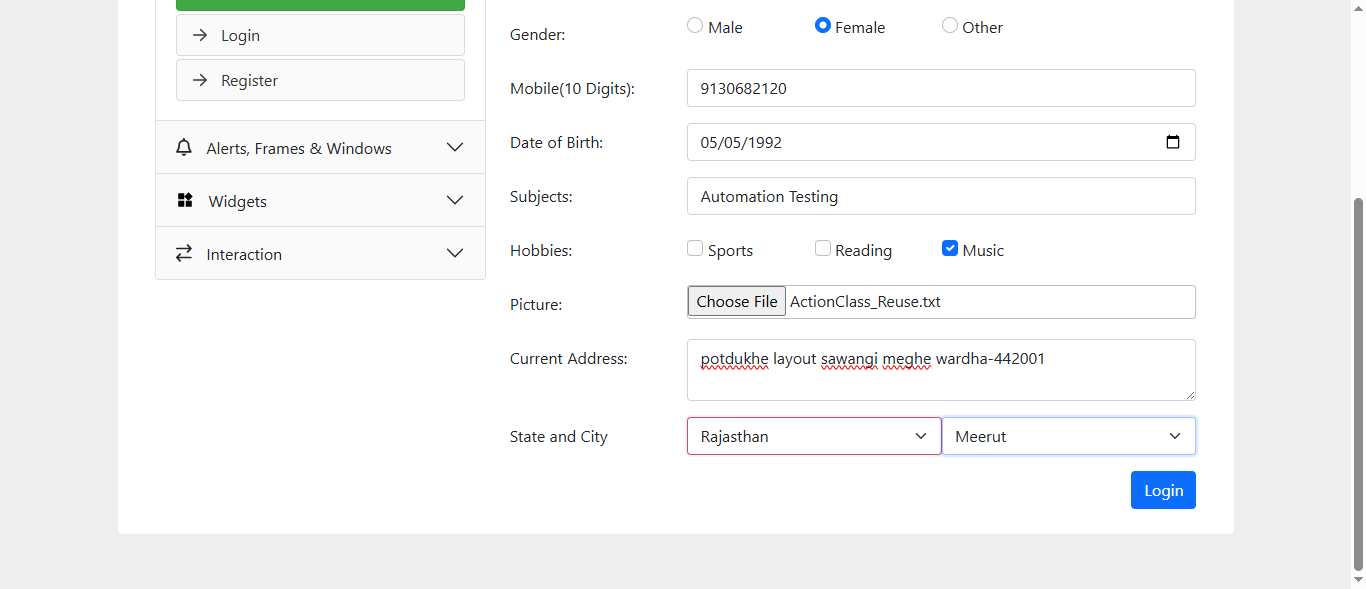 Login
Register
Alerts, Frames & Windows
Widgets
Interaction
Gender: Male Female Other
Mobile(10 Digits): 9130682120
Date of Birth: 05/05/1992
Subjects: Automation Testing
Hobbies: Sports Reading Music
Picture: Choose File ActionClass_Reuse.txt
Current Address: potdukhe layout sawangi meghe wardha-442001
State and City Rajasthan Meerut
Login